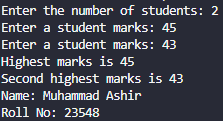 Enter the number of students: 2
Enter a student marks: 45
Enter a student marks: 43
Highest marks is 45
Second highest marks is 43
Name: Muhammad Ashir
Roll No: 23548